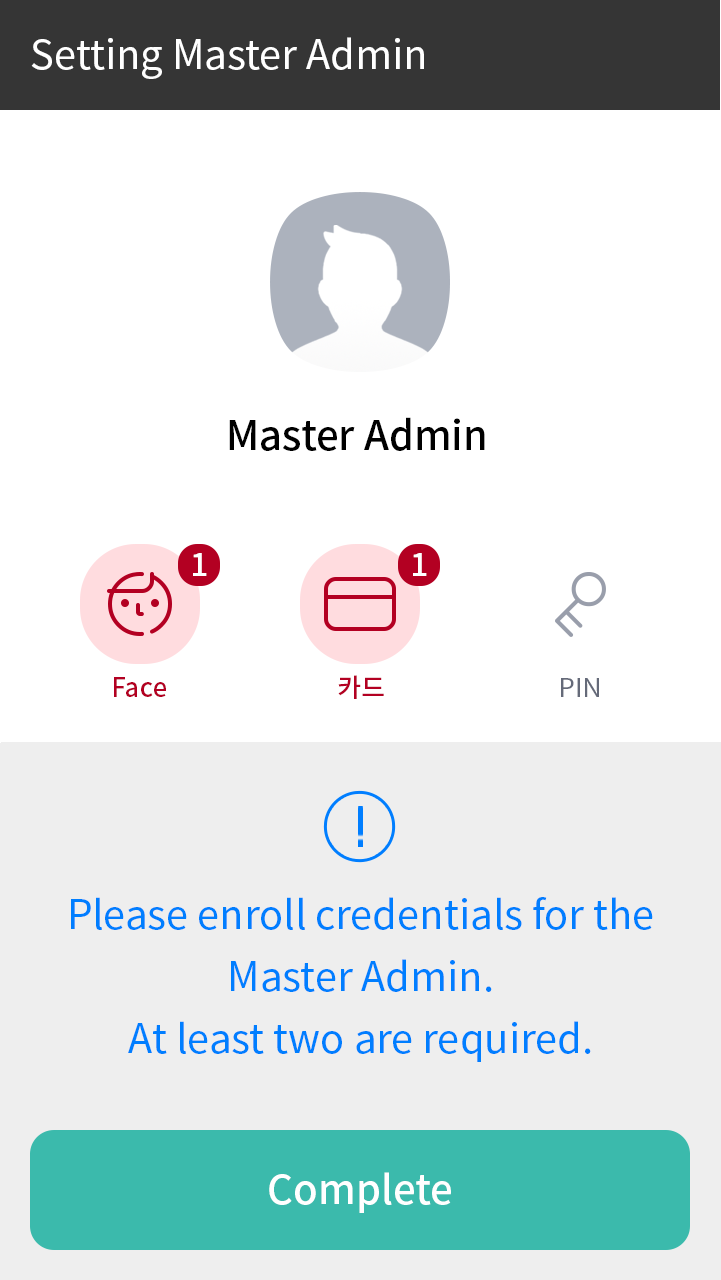 Setting Master Admin
Master Admin
1
1
Face
카드
PIN
Please enroll credentials for the
Master Admin.
At least two are required.
Complete